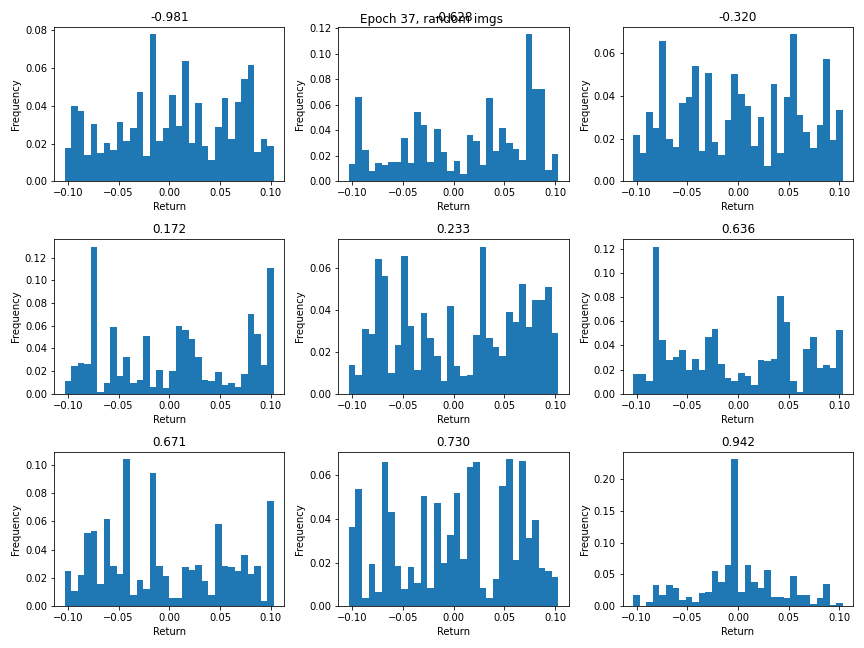 Epoch 37, random imgs
-0.981 -0.628 -0.320
0.08 0.12
0.06 0.10 0.06
0.08
0.04 0.06 0.04
0.04
0.02 0.02 0.02
0.00 0.00 0.00
−0.10 −0.05 0.00 0.05 0.10 −0.10 −0.05 0.00 0.05 0.10 −0.10 −0.05 0.00 0.05 0.10
Frequency Frequency Frequency
Return Return Return
0.172 0.233 0.636
0.12 0.06 0.12
0.10 0.10
0.08 0.04 0.08
0.06 0.06
0.04 0.02 0.04
0.02 0.02
0.00 0.00 0.00
−0.10 −0.05 0.00 0.05 0.10 −0.10 −0.05 0.00 0.05 0.10 −0.10 −0.05 0.00 0.05 0.10
Frequency Frequency Frequency
Return Return Return
0.671 0.730 0.942
0.10 0.06 0.20
0.08 0.15
0.06 0.04 0.10
0.04 0.02 0.05
0.02
0.00 0.00 0.00
−0.10 −0.05 0.00 0.05 0.10 −0.10 −0.05 0.00 0.05 0.10 −0.10 −0.05 0.00 0.05 0.10
Frequency Frequency Frequency
Return Return Return